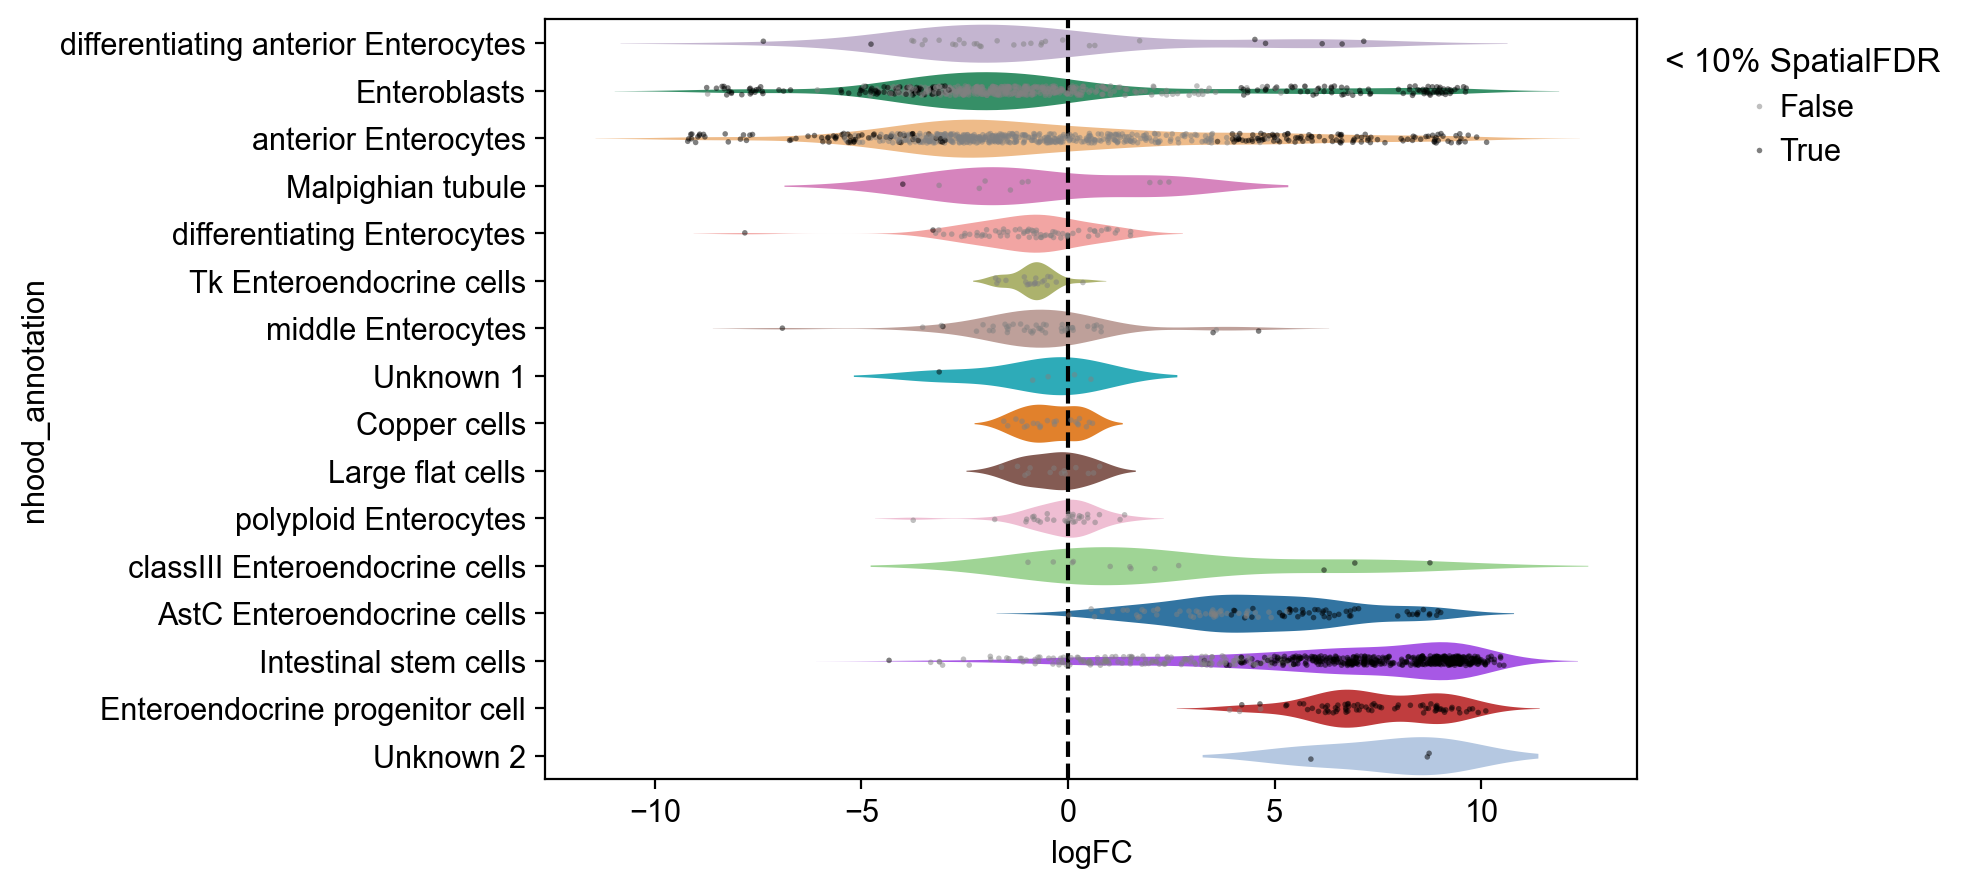 differentiating anterior Enterocytes
Enteroblasts
anterior Enterocytes
Malpighian tubule
differentiating Enterocytes
Tk Enteroendocrine cells
middle Enterocytes
Unknown 1
Copper cells
Large flat cells
polyploid Enterocytes
classIII Enteroendocrine cells
AstC Enteroendocrine cells
Intestinal stem cells
Enteroendocrine progenitor cell
Unknown 2
nhood_annotation
−10 −5 0 5 10
logFC
< 10% SpatialFDR
False
True